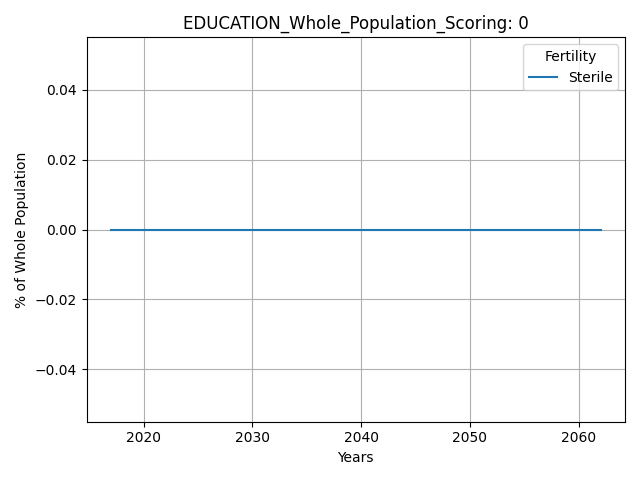 EDUCATION_Whole_Population_Scoring: 0
Fertility
Sterile
% of Whole Population
0.04
0.02
0.00
−0.02
−0.04
2020 2030 2040 2050 2060
Years